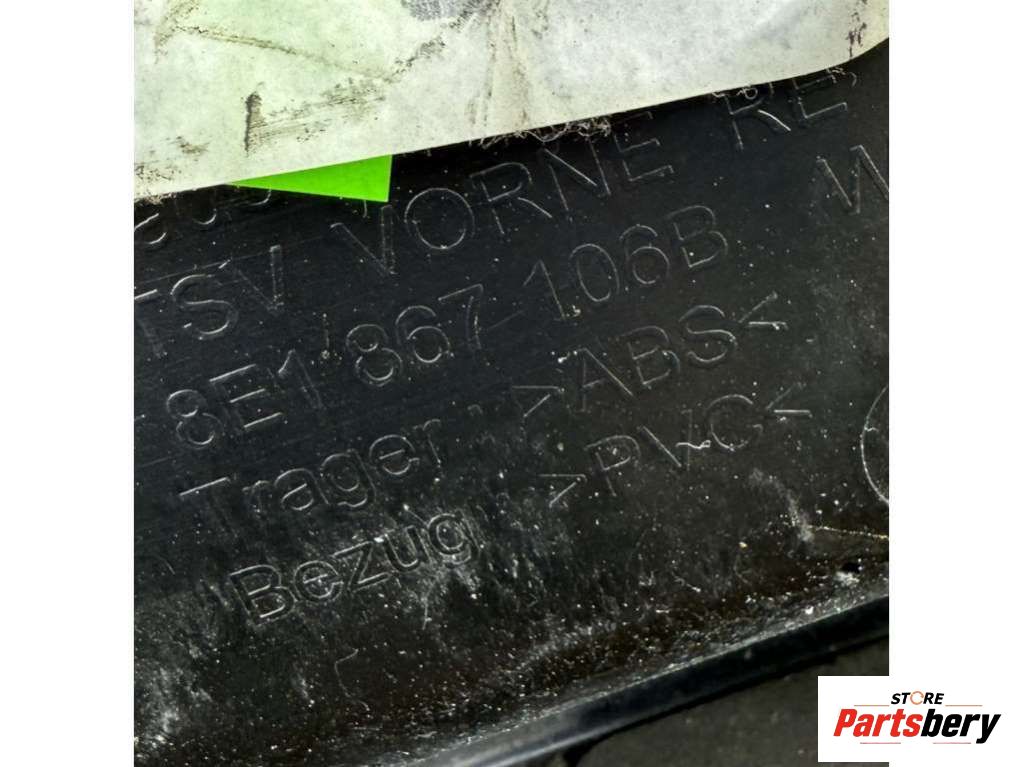 TSV VORNE RE
8E1 867 106B
Trager >ABS<
Bezug >PVC<
STORE
Partsbery